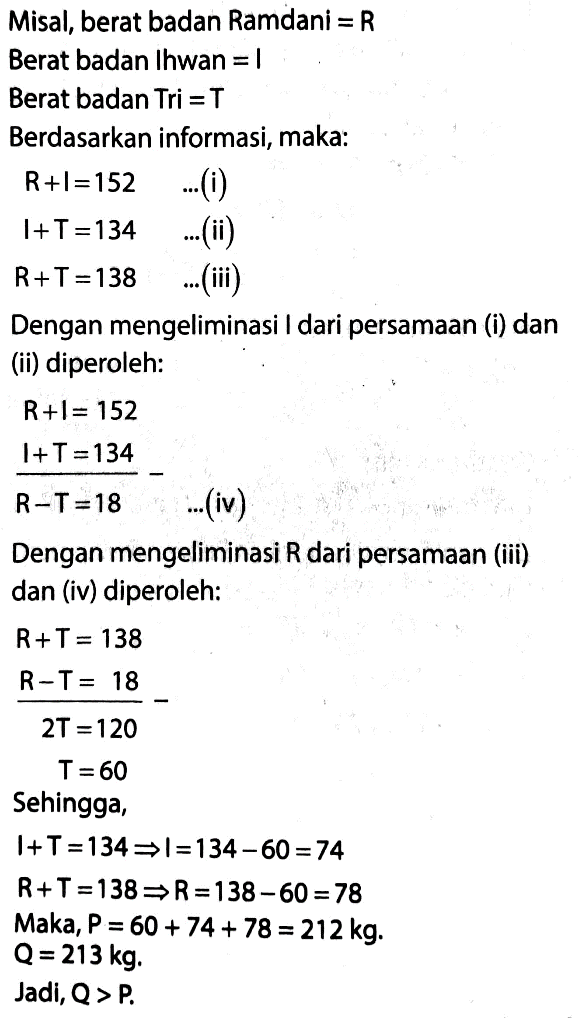 Misal, berat badan Ramdani = R
Berat badan Ihwan = I
Berat badan Tri = T
Berdasarkan informasi, maka:
R+I=152 ...(i)
I+T=134 ...(ii)
R+T=138 ...(iii)
Dengan mengeliminasi I dari persamaan (i) dan
(ii) diperoleh:
R+I= 152
I+T=134 −
R−T=18 ...(iv)
Dengan mengeliminasi R dari persamaan (iii)
dan (iv) diperoleh:
R+T= 138
R−T= 18 −
2T=120
T=60
Sehingga,
I+T=134⇒I=134−60=74
R+T=138⇒R=138−60=78
Maka, P = 60 + 74 + 78 = 212 kg.
Q = 213 kg.
Jadi, Q > P.